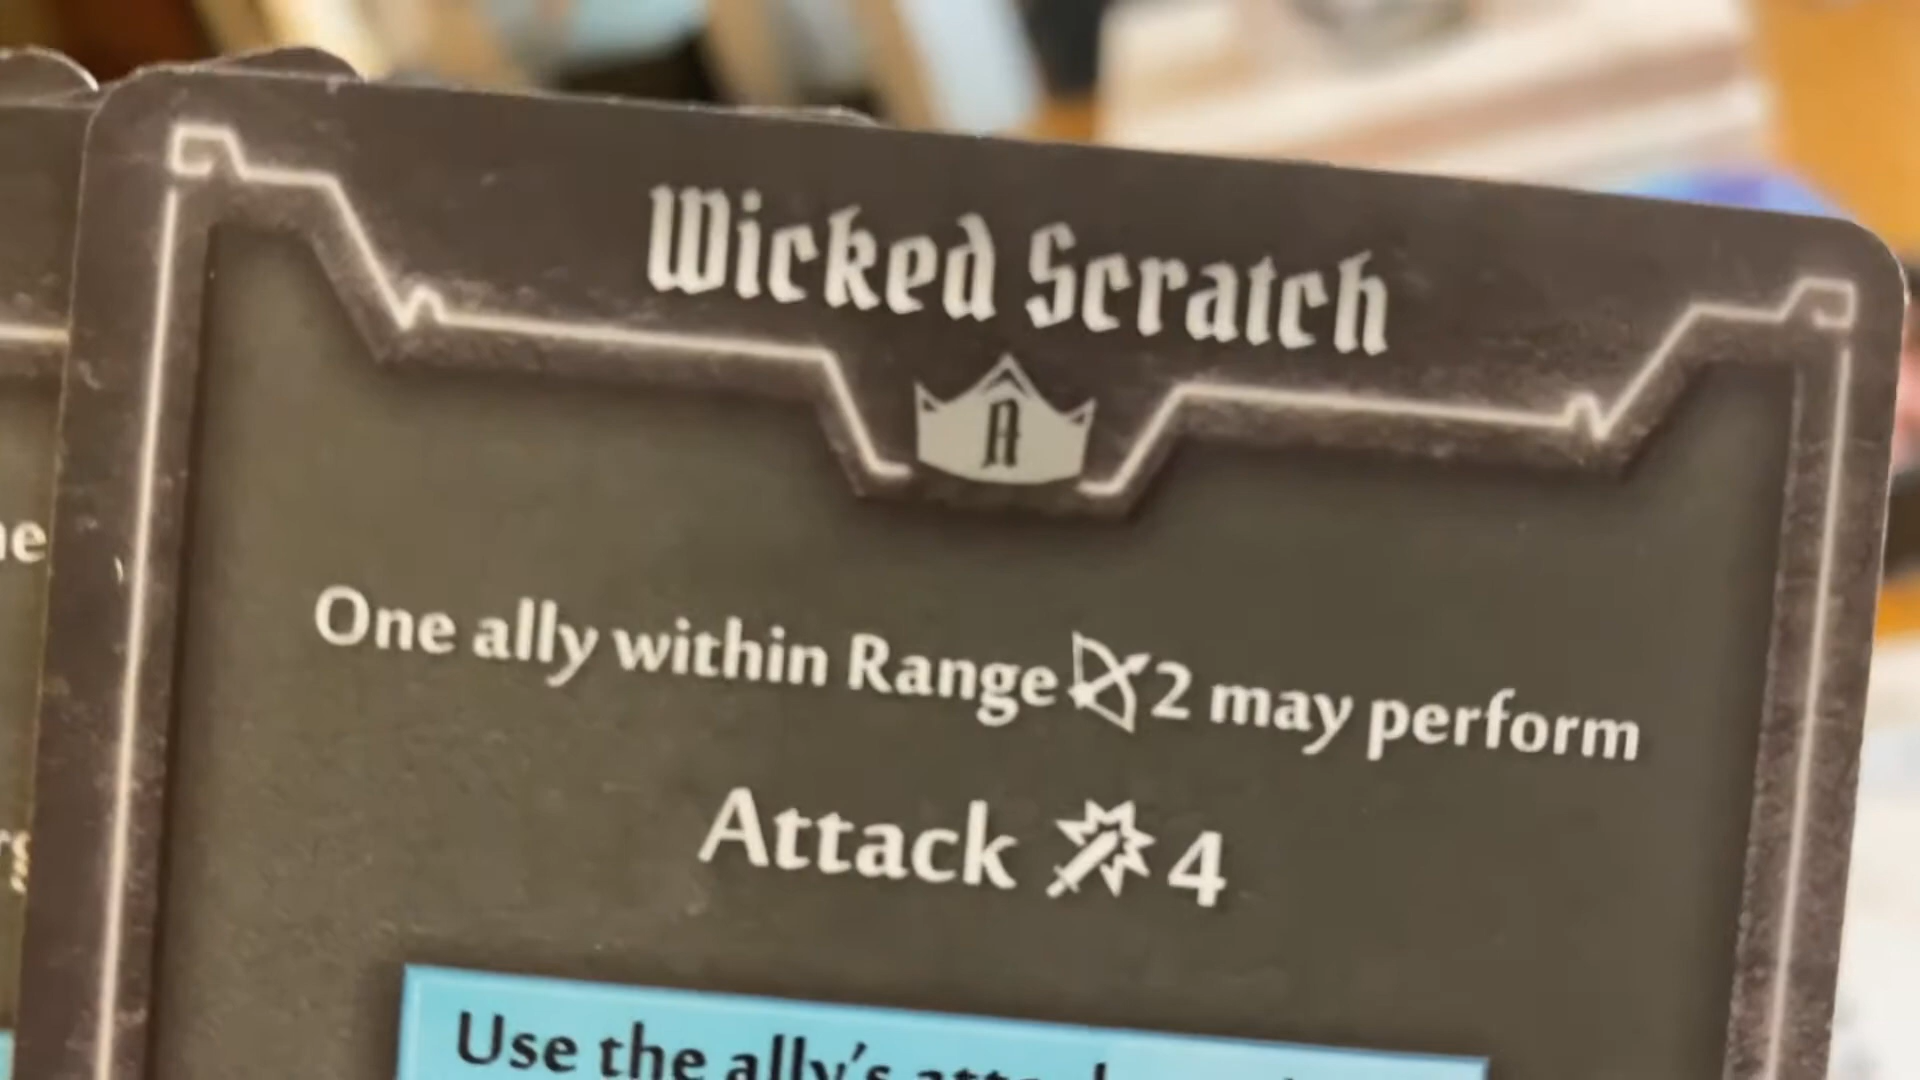 Wicked Scratch
A
One ally within Range 2 may perform
Attack 4
Use the ally's